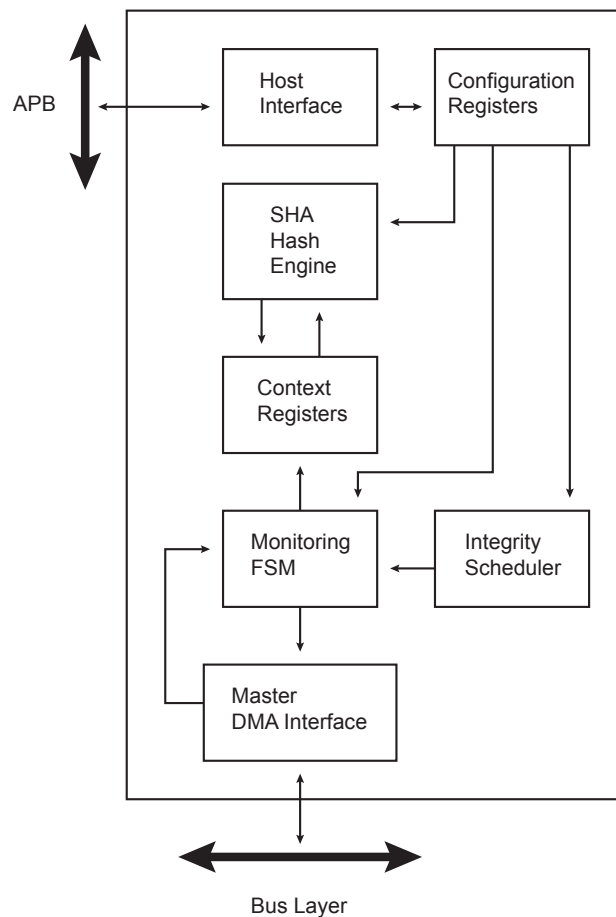 APB
Host
Interface
Configuration
Registers
SHA
Hash
Engine
Context
Registers
Monitoring
FSM
Integrity
Scheduler
Master
DMA Interface
Bus Layer